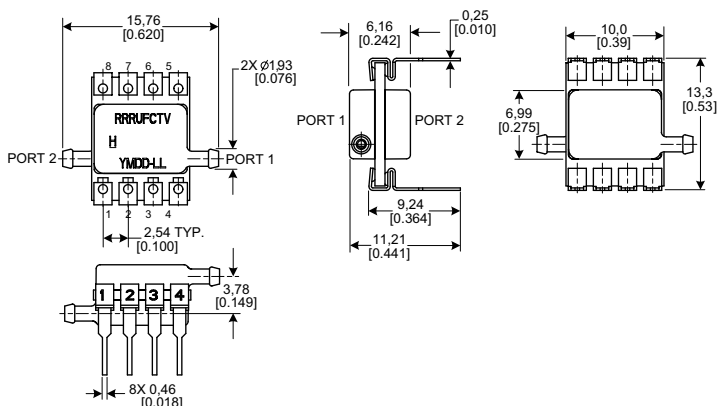 15,76
[0.620]
8 7 6 5
2X Ø1,93
[0.076]
RRRUFCTV
H
YMDD-LL
PORT 2
PORT 1
1 2 3 4
2,54 TYP.
[0.100]
6,16
[0.242]
0,25
[0.010]
PORT 1
PORT 2
9,24
[0.364]
11,21
[0.441]
10,0
[0.39]
6,99
[0.275]
13,3
[0.53]
1 2 3 4
3,78
[0.149]
8X 0,46
[0.018]